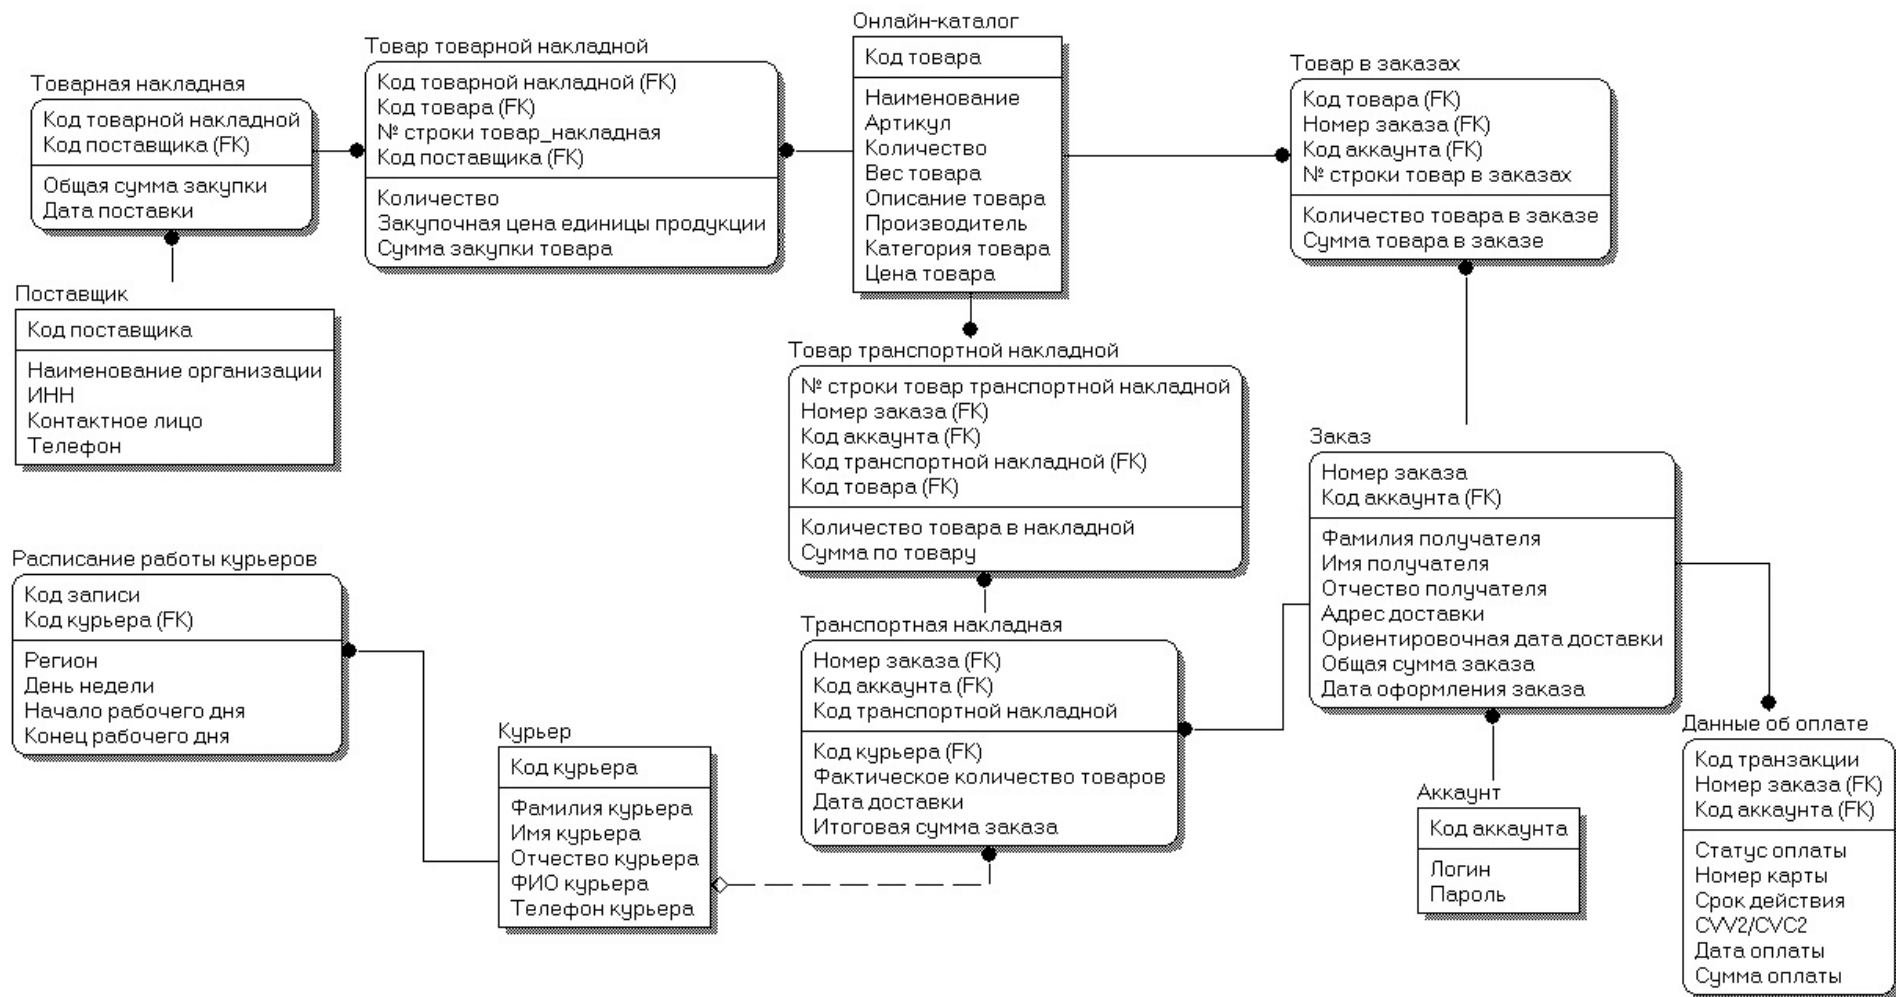 Онлайн-каталог
Код товара
Наименование
Артикул
Количество
Вес товара
Описание товара
Производитель
Категория товара
Цена товара
Товар товарной накладной
Код товарной накладной (FK)
Код товара (FK)
№ строки товар_накладная
Код поставщика (FK)
Количество
Закупочная цена единицы продукции
Сумма закупки товара
Товарная накладная
Код товарной накладной
Код поставщика (FK)
Общая сумма закупки
Дата поставки
Товар в заказах
Код товара (FK)
Номер заказа (FK)
Код аккаунта (FK)
№ строки товар в заказах
Количество товара в заказе
Сумма товара в заказе
Поставщик
Код поставщика
Наименование организации
ИНН
Контактное лицо
Телефон
Товар транспортной накладной
№ строки товар транспортной накладной
Номер заказа (FK)
Код аккаунта (FK)
Код транспортной накладной (FK)
Код товара (FK)
Количество товара в накладной
Сумма по товару
Заказ
Номер заказа
Код аккаунта (FK)
Фамилия получателя
Имя получателя
Отчество получателя
Адрес доставки
Ориентировочная дата доставки
Общая сумма заказа
Дата оформления заказа
Расписание работы курьеров
Код записи
Код курьера (FK)
Регион
День недели
Начало рабочего дня
Конец рабочего дня
Транспортная накладная
Номер заказа (FK)
Код аккаунта (FK)
Код транспортной накладной
Код курьера (FK)
Фактическое количество товаров
Дата доставки
Итоговая сумма заказа
Курьер
Код курьера
Фамилия курьера
Имя курьера
Отчество курьера
ФИО курьера
Телефон курьера
Аккаунт
Код аккаунта
Логин
Пароль
Данные об оплате
Код транзакции
Номер заказа (FK)
Код аккаунта (FK)
Статус оплаты
Номер карты
Срок действия
CVV2/CVC2
Дата оплаты
Сумма оплаты